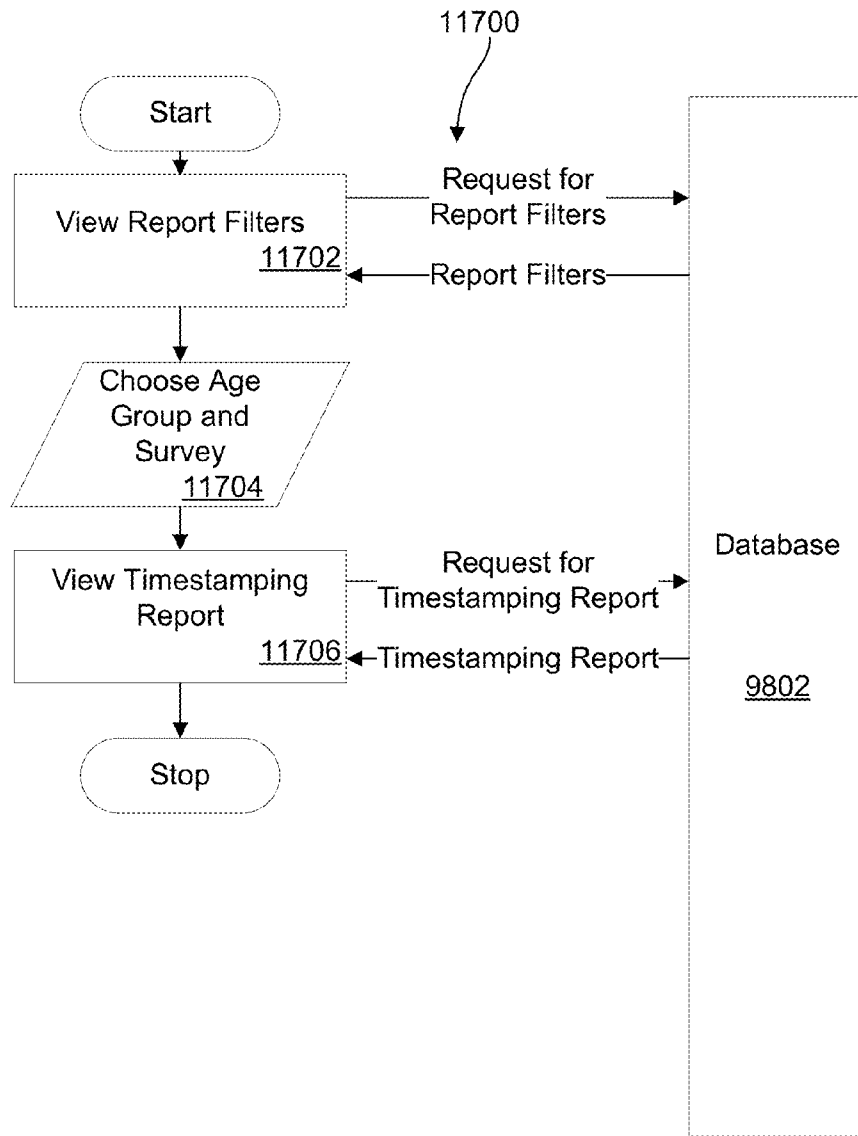 11700
Start
View Report Filters
11702
Request for
Report Filters
Report Filters
Choose Age
Group and
Survey
11704
View Timestamping
Report
11706
Request for
Timestamping Report
Timestamping Report
Database
9802
Stop